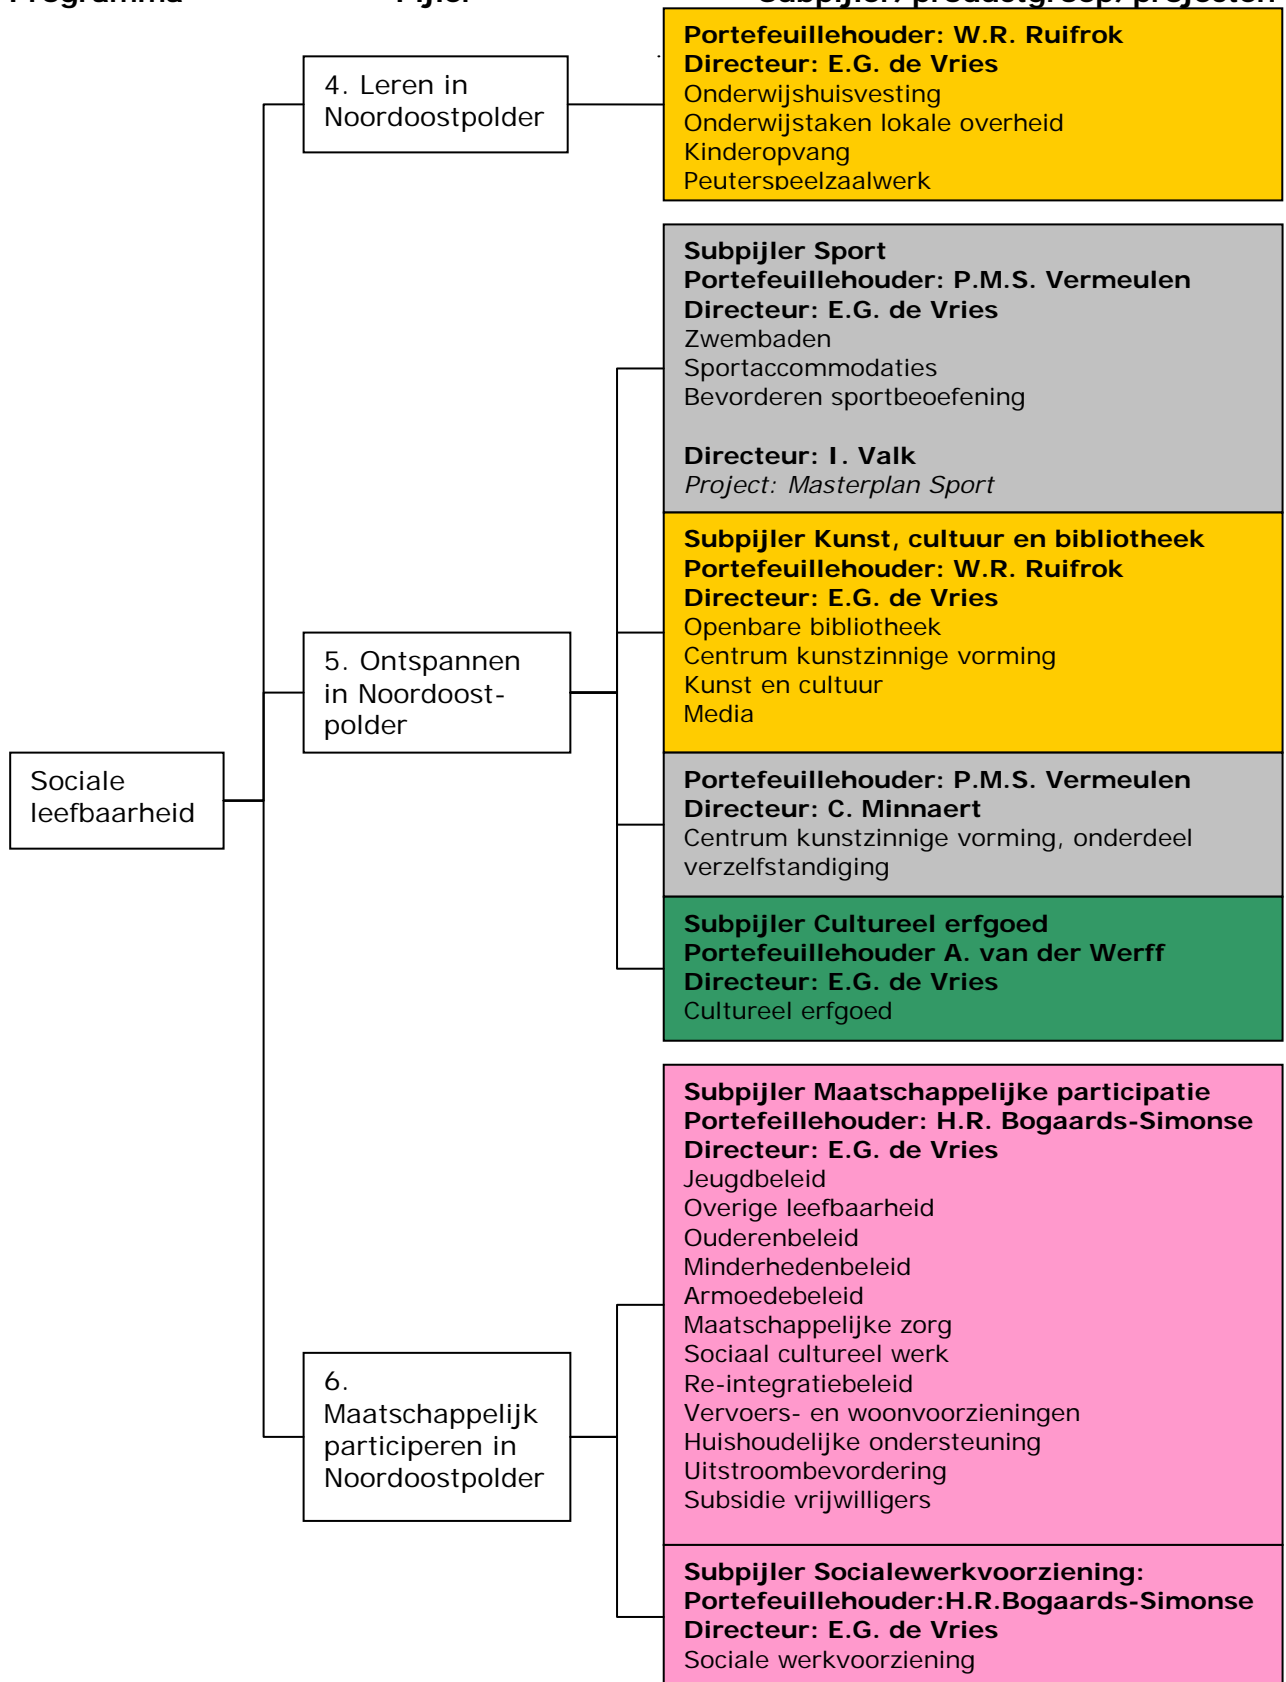 4. Leren in
Noordoostpolder
Portefeuillehouder: W.R. Ruifrok
Directeur: E.G. de Vries
Onderwijshuisvesting
Onderwijstaken lokale overheid
Kinderopvang
Peuterspeelzaalwerk
Subpijler Sport
Portefeuillehouder: P.M.S. Vermeulen
Directeur: E.G. de Vries
Zwembaden
Sportaccommodaties
Bevorderen sportbeoefening
Directeur: I. Valk
Project: Masterplan Sport
5. Ontspannen
in Noordoost-
polder
Subpijler Kunst, cultuur en bibliotheek
Portefeuillehouder: W.R. Ruifrok
Directeur: E.G. de Vries
Openbare bibliotheek
Centrum kunstzinnige vorming
Kunst en cultuur
Media
Sociale
leefbaarheid
Portefeuillehouder: P.M.S. Vermeulen
Directeur: C. Minnaert
Centrum kunstzinnige vorming, onderdeel
verzelfstandiging
Subpijler Cultureel erfgoed
Portefeuillehouder A. van der Werff
Directeur: E.G. de Vries
Cultureel erfgoed
Subpijler Maatschappelijke participatie
Portefeillehouder: H.R. Bogaards-Simonse
Directeur: E.G. de Vries
Jeugdbeleid
Overige leefbaarheid
Ouderenbeleid
Minderhedenbeleid
Armoedebeleid
Maatschappelijke zorg
Sociaal cultureel werk
Re-integratiebeleid
Vervoers- en woonvoorzieningen
Huishoudelijke ondersteuning
Uitstroombevordering
Subsidie vrijwilligers
6.
Maatschappelijk
participeren in
Noordoostpolder
Subpijler Socialewerkvoorziening:
Portefeuillehouder:H.R.Bogaards-Simonse
Directeur: E.G. de Vries
Sociale werkvoorziening